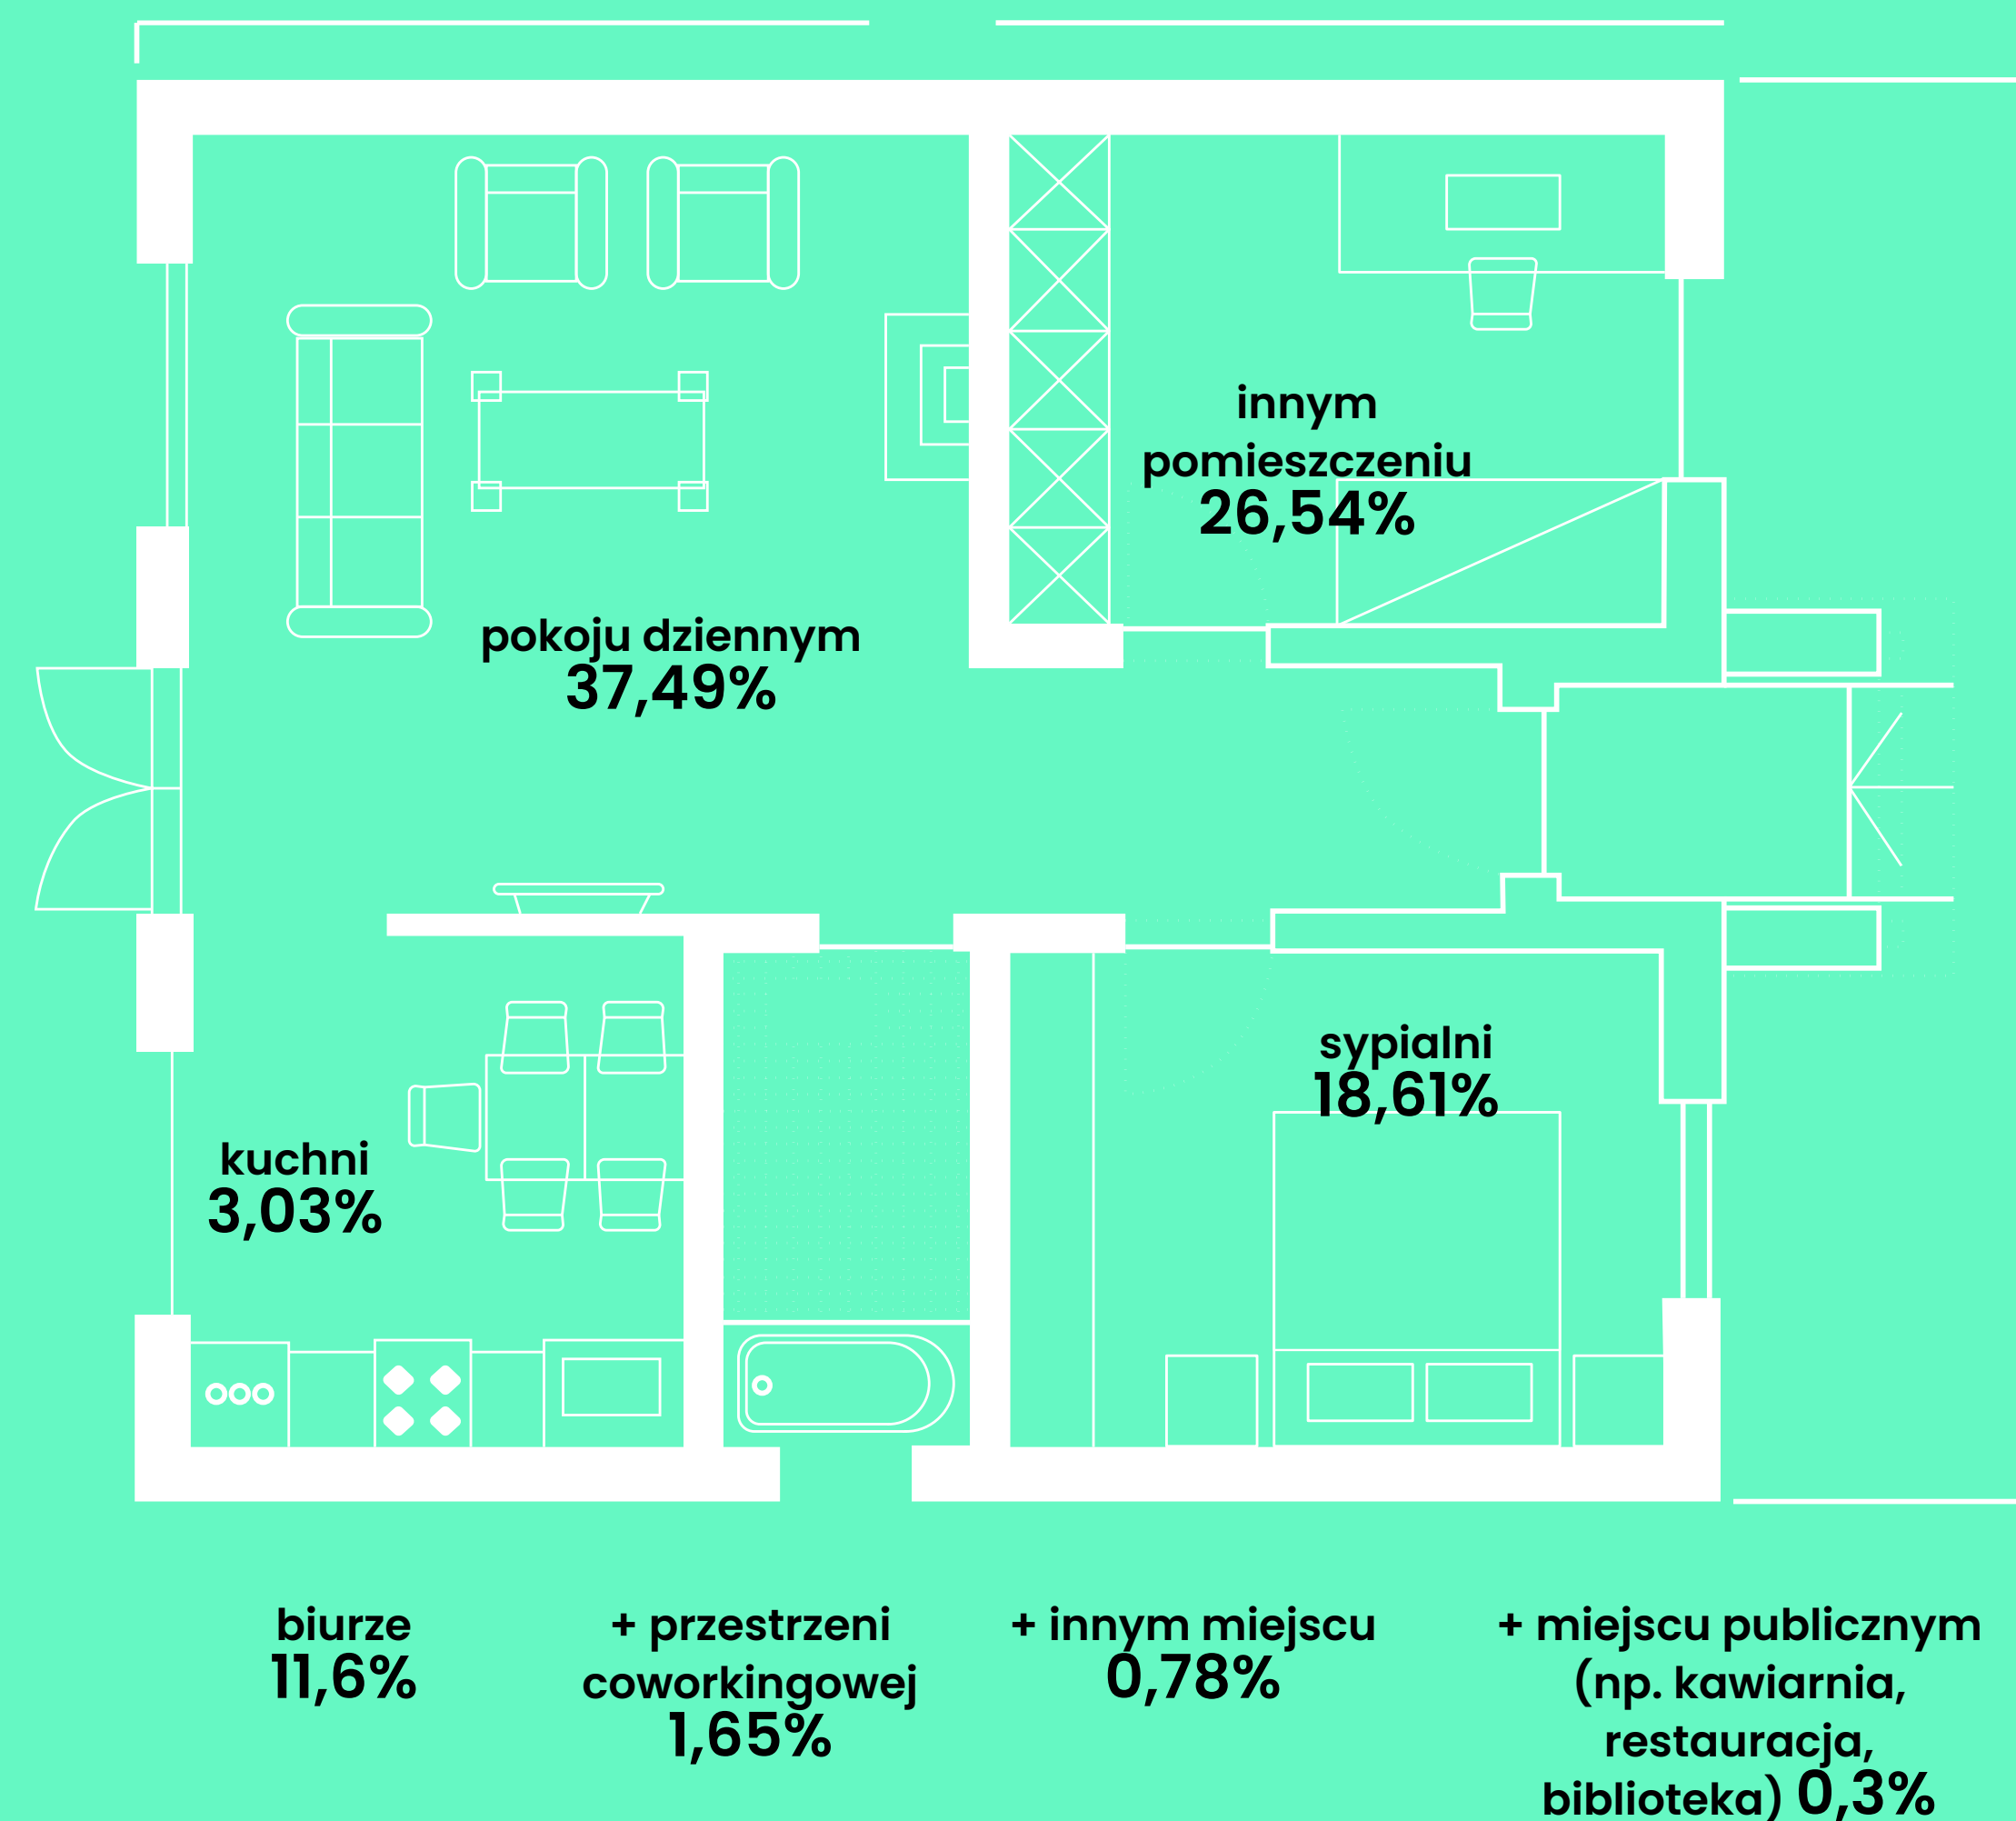 innym
pomieszczeniu
26,54%
pokoju dziennym
37,49%
sypialni
18,61%
kuchni
3,03%
biurze
11,6%
+ przestrzeni
coworkingowej
1,65%
+ innym miejscu
0,78%
+ miejscu publicznym
(np. kawiarnia,
restauracja,
biblioteka) 0,3%